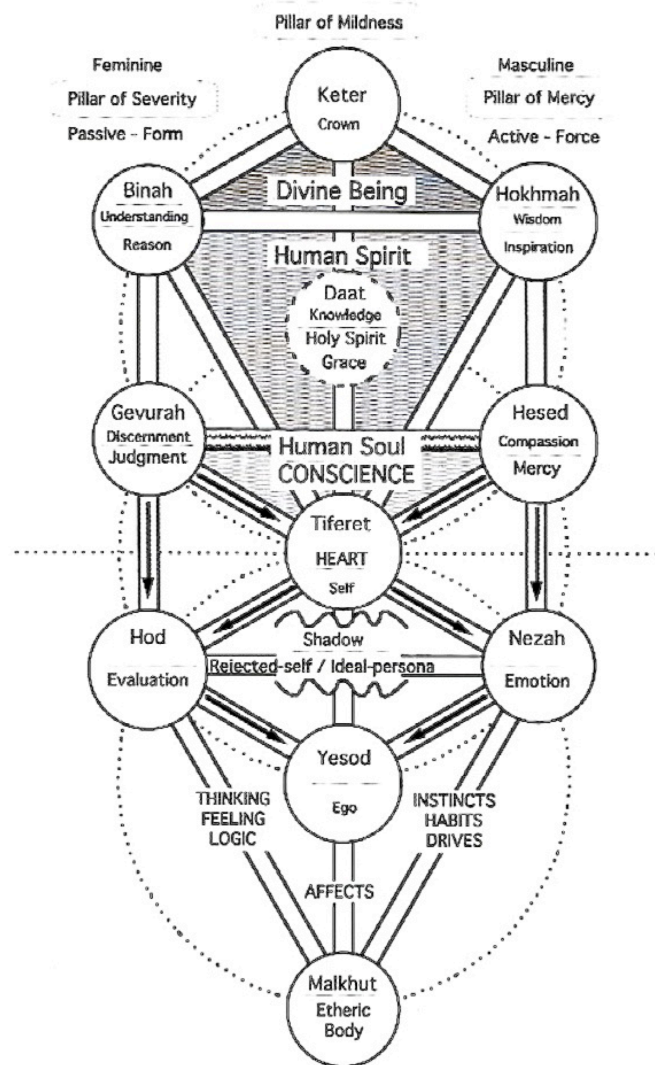 Pillar of Mildness
Feminine
Pillar of Severity
Passive - Form
Masculine
Pillar of Mercy
Active - Force
Keter
Crown
Binah
Understanding
Reason
Divine Being
Hokhmah
Wisdom
Inspiration
Human Spirit
Daat
Knowledge
Holy Spirit
Grace
Gevurah
Discernment
Judgment
Human Soul
CONSCIENCE
Hesed
Compassion
Mercy
Tiferet
HEART
Self
Hod
Evaluation
Shadow
Rejected-self / Ideal-persona
Nezah
Emotion
Yesod
Ego
THINKING
FEELING
LOGIC
INSTINCTS
HABITS
DRIVES
AFFECTS
Malkhut
Etheric
Body